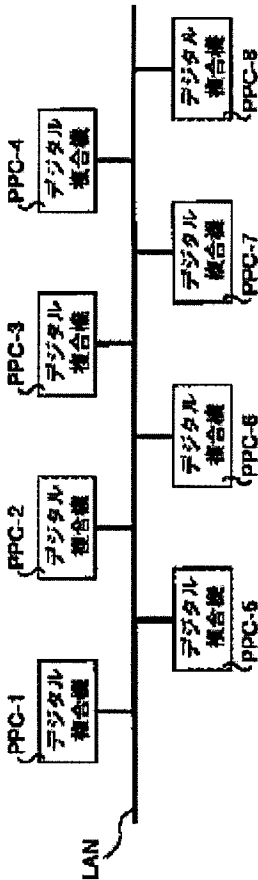 PPC-1
デジタル
複合機
PPC-2
デジタル
複合機
PPC-3
デジタル
複合機
PPC-4
デジタル
複合機
LAN
デジタル
複合機
PPC-5
デジタル
複合機
PPC-6
デジタル
複合機
PPC-7
デジタル
複合機
PPC-8